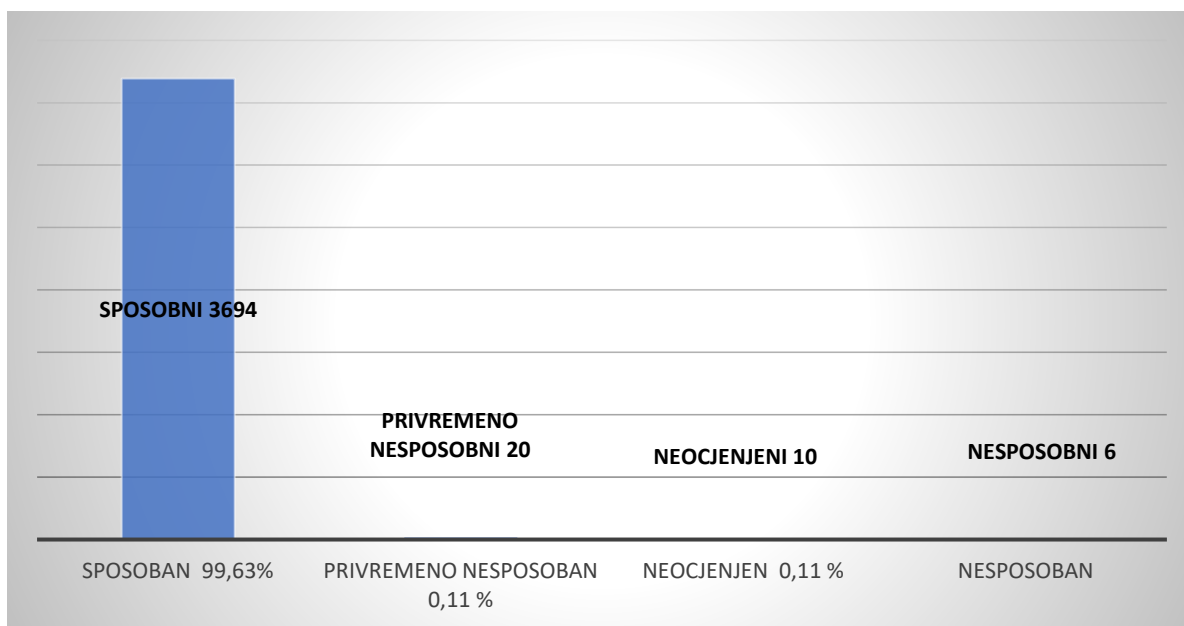 SPOSOBNI 3694
PRIVREMENO
NESPOSOBNI 20
NEOCJENJENI 10
NESPOSOBNI 6
SPOSOBAN 99,63%
PRIVREMENO NESPOSOBAN
0,11 %
NEOCJENJEN 0,11 %
NESPOSOBAN